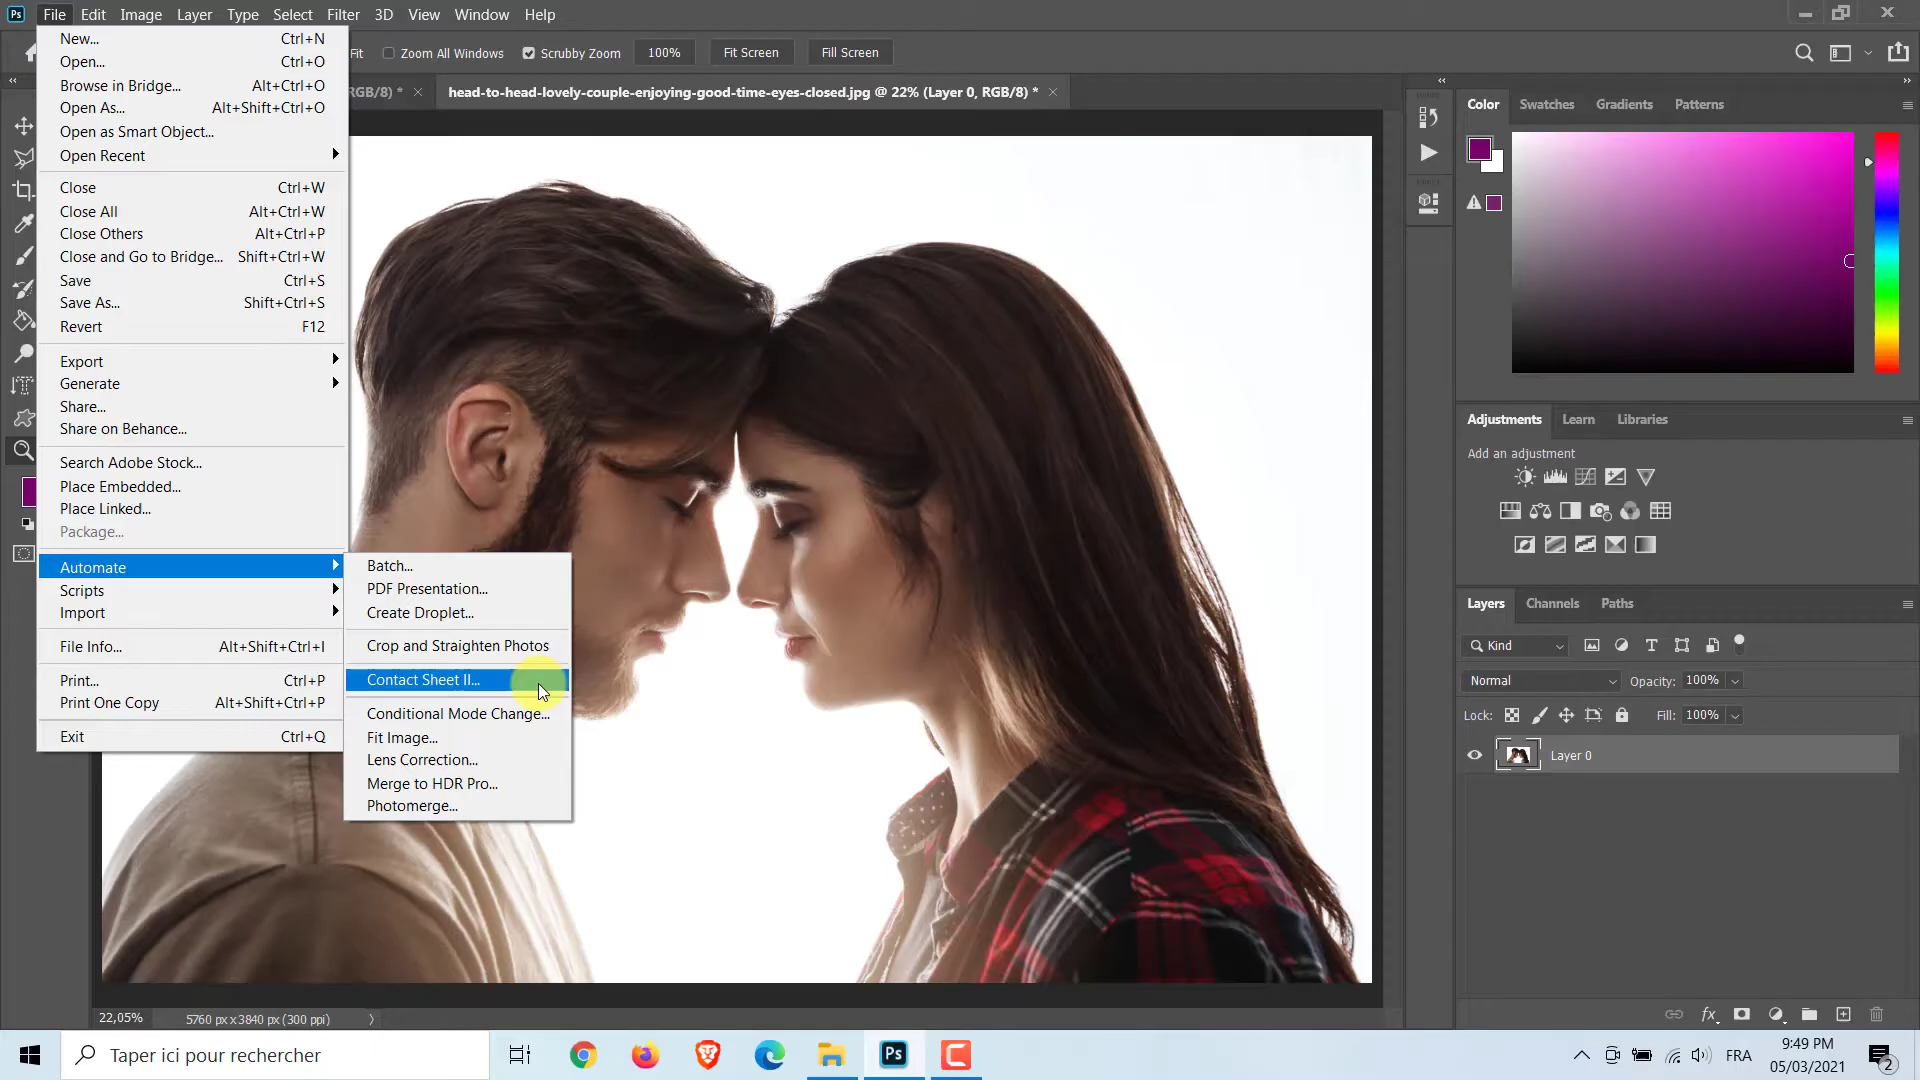 Ps File Edit Image Layer Type Select Filter 3D View Window Help
Fit Zoom All Windows Scrubby Zoom 100% Fit Screen Fill Screen
RGB/8) * × head-to-head-lovely-couple-enjoying-good-time-eyes-closed.jpg @ 22% (Layer 0, RGB/8) * ×
New... Ctrl+N
Open... Ctrl+O
Browse in Bridge... Alt+Ctrl+O
Open As... Alt+Shift+Ctrl+O
Open as Smart Object...
Open Recent
Close Ctrl+W
Close All Alt+Ctrl+W
Close Others Alt+Ctrl+P
Close and Go to Bridge... Shift+Ctrl+W
Save Ctrl+S
Save As... Shift+Ctrl+S
Revert F12
Export
Generate
Share...
Share on Behance...
Search Adobe Stock...
Place Embedded...
Place Linked...
Package...
Automate
Scripts
Import
File Info... Alt+Shift+Ctrl+I
Print... Ctrl+P
Print One Copy Alt+Shift+Ctrl+P
Exit Ctrl+Q
Batch...
PDF Presentation...
Create Droplet...
Crop and Straighten Photos
Contact Sheet II...
Conditional Mode Change...
Fit Image...
Lens Correction...
Merge to HDR Pro...
Photomerge...
Color Swatches Gradients Patterns
Adjustments Learn Libraries
Add an adjustment
Layers Channels Paths
Kind
Normal Opacity: 100%
Lock: Fill: 100%
Layer 0
fx
22,05% 5760 px x 3840 px (300 ppi)
Taper ici pour rechercher
Ps
FRA
9:49 PM
05/03/2021
2